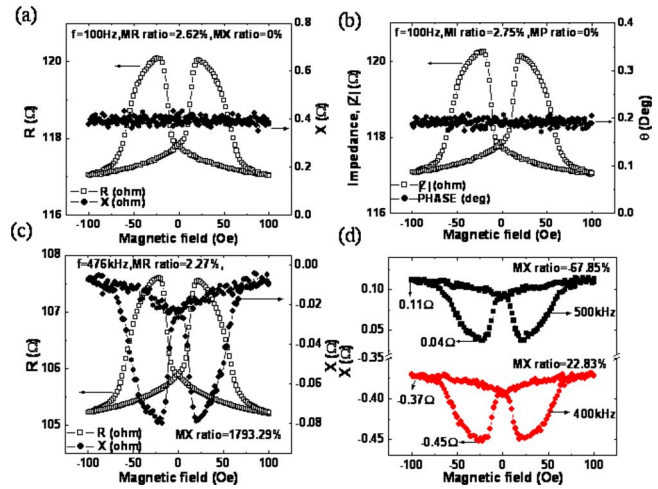 (a)
f=100Hz,MR ratio=2.62%,MX ratio=0%
R (Ω)
120
118
116
0.8
0.6
0.4
0.2
0.0
X (Ω)
R (ohm)
X (ohm)
-100 -50 0 50 100
Magnetic field (Oe)
(b)
f=100Hz,MI ratio=2.75%,MP ratio=0%
Impedance, |Z| (Ω)
120
118
116
0.4
0.3
0.2
0.1
0.0
θ (Deg)
|Z| (ohm)
PHASE (deg)
-100 -50 0 50 100
Magnetic field (Oe)
(c)
f=476kHz,MR ratio=2.27%,
R (Ω)
108
107
106
105
0.00
-0.02
-0.04
-0.06
-0.08
X (Ω)
R (ohm)
X (ohm)
MX ratio=1793.29%
-100 -50 0 50 100
Magnetic field (Oe)
(d)
MX ratio=-67.85%
X (Ω)
0.10
0.05
-0.35
-0.40
-0.45
0.11Ω
0.04Ω
500kHz
MX ratio=22.83%
-0.37Ω
-0.45Ω
400kHz
-100 -50 0 50 100
Magnetic field (Oe)